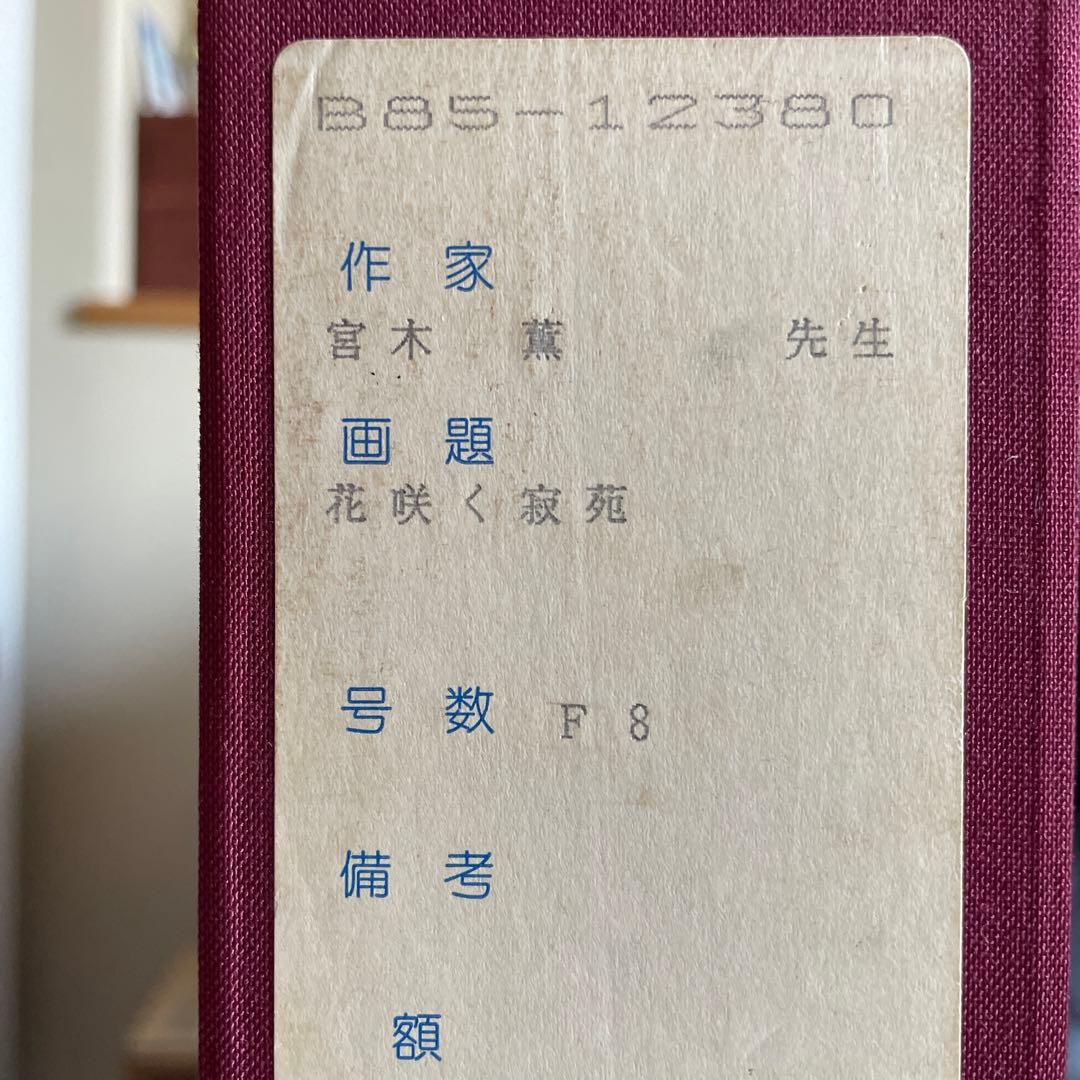 B85-12380
作家
宮木 薫 先生
画題
花咲く寂苑
号数 F8
備考
額